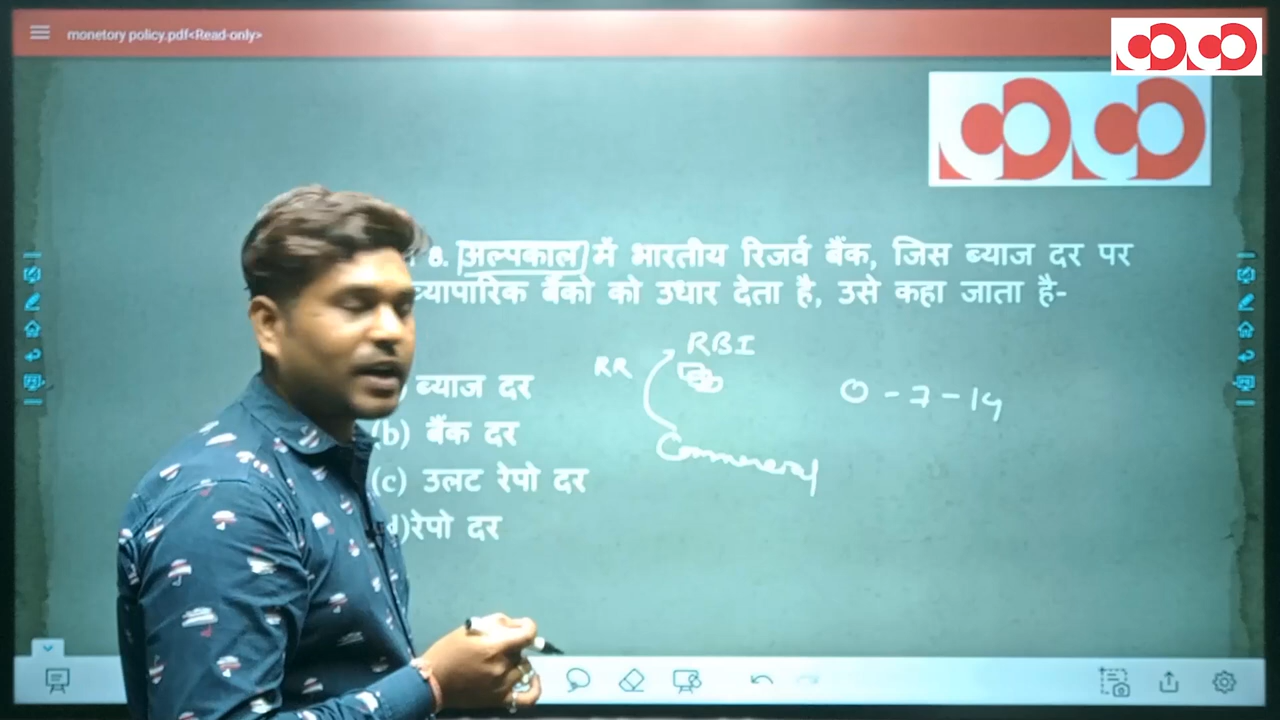 monetory policy.pdf<Read-only>
8. अल्पकाल में भारतीय रिजर्व बैंक, जिस ब्याज दर पर
व्यापारिक बैंको को उधार देता है, उसे कहा जाता है-
RBI
RR
ब्याज दर
0 - 7 - 14
(b) बैंक दर
(c) उलट रेपो दर
d)रेपो दर